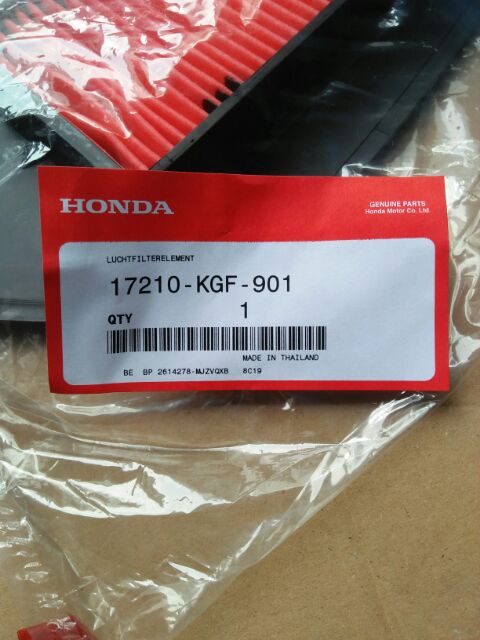 HONDA
GENUINE PARTS
Honda Motor Co., Ltd.
LUCHTFILTERELEMENT
17210-KGF-901
QTY 1
MADE IN THAILAND
BE BP 2614278-MJZVQXB 8C19